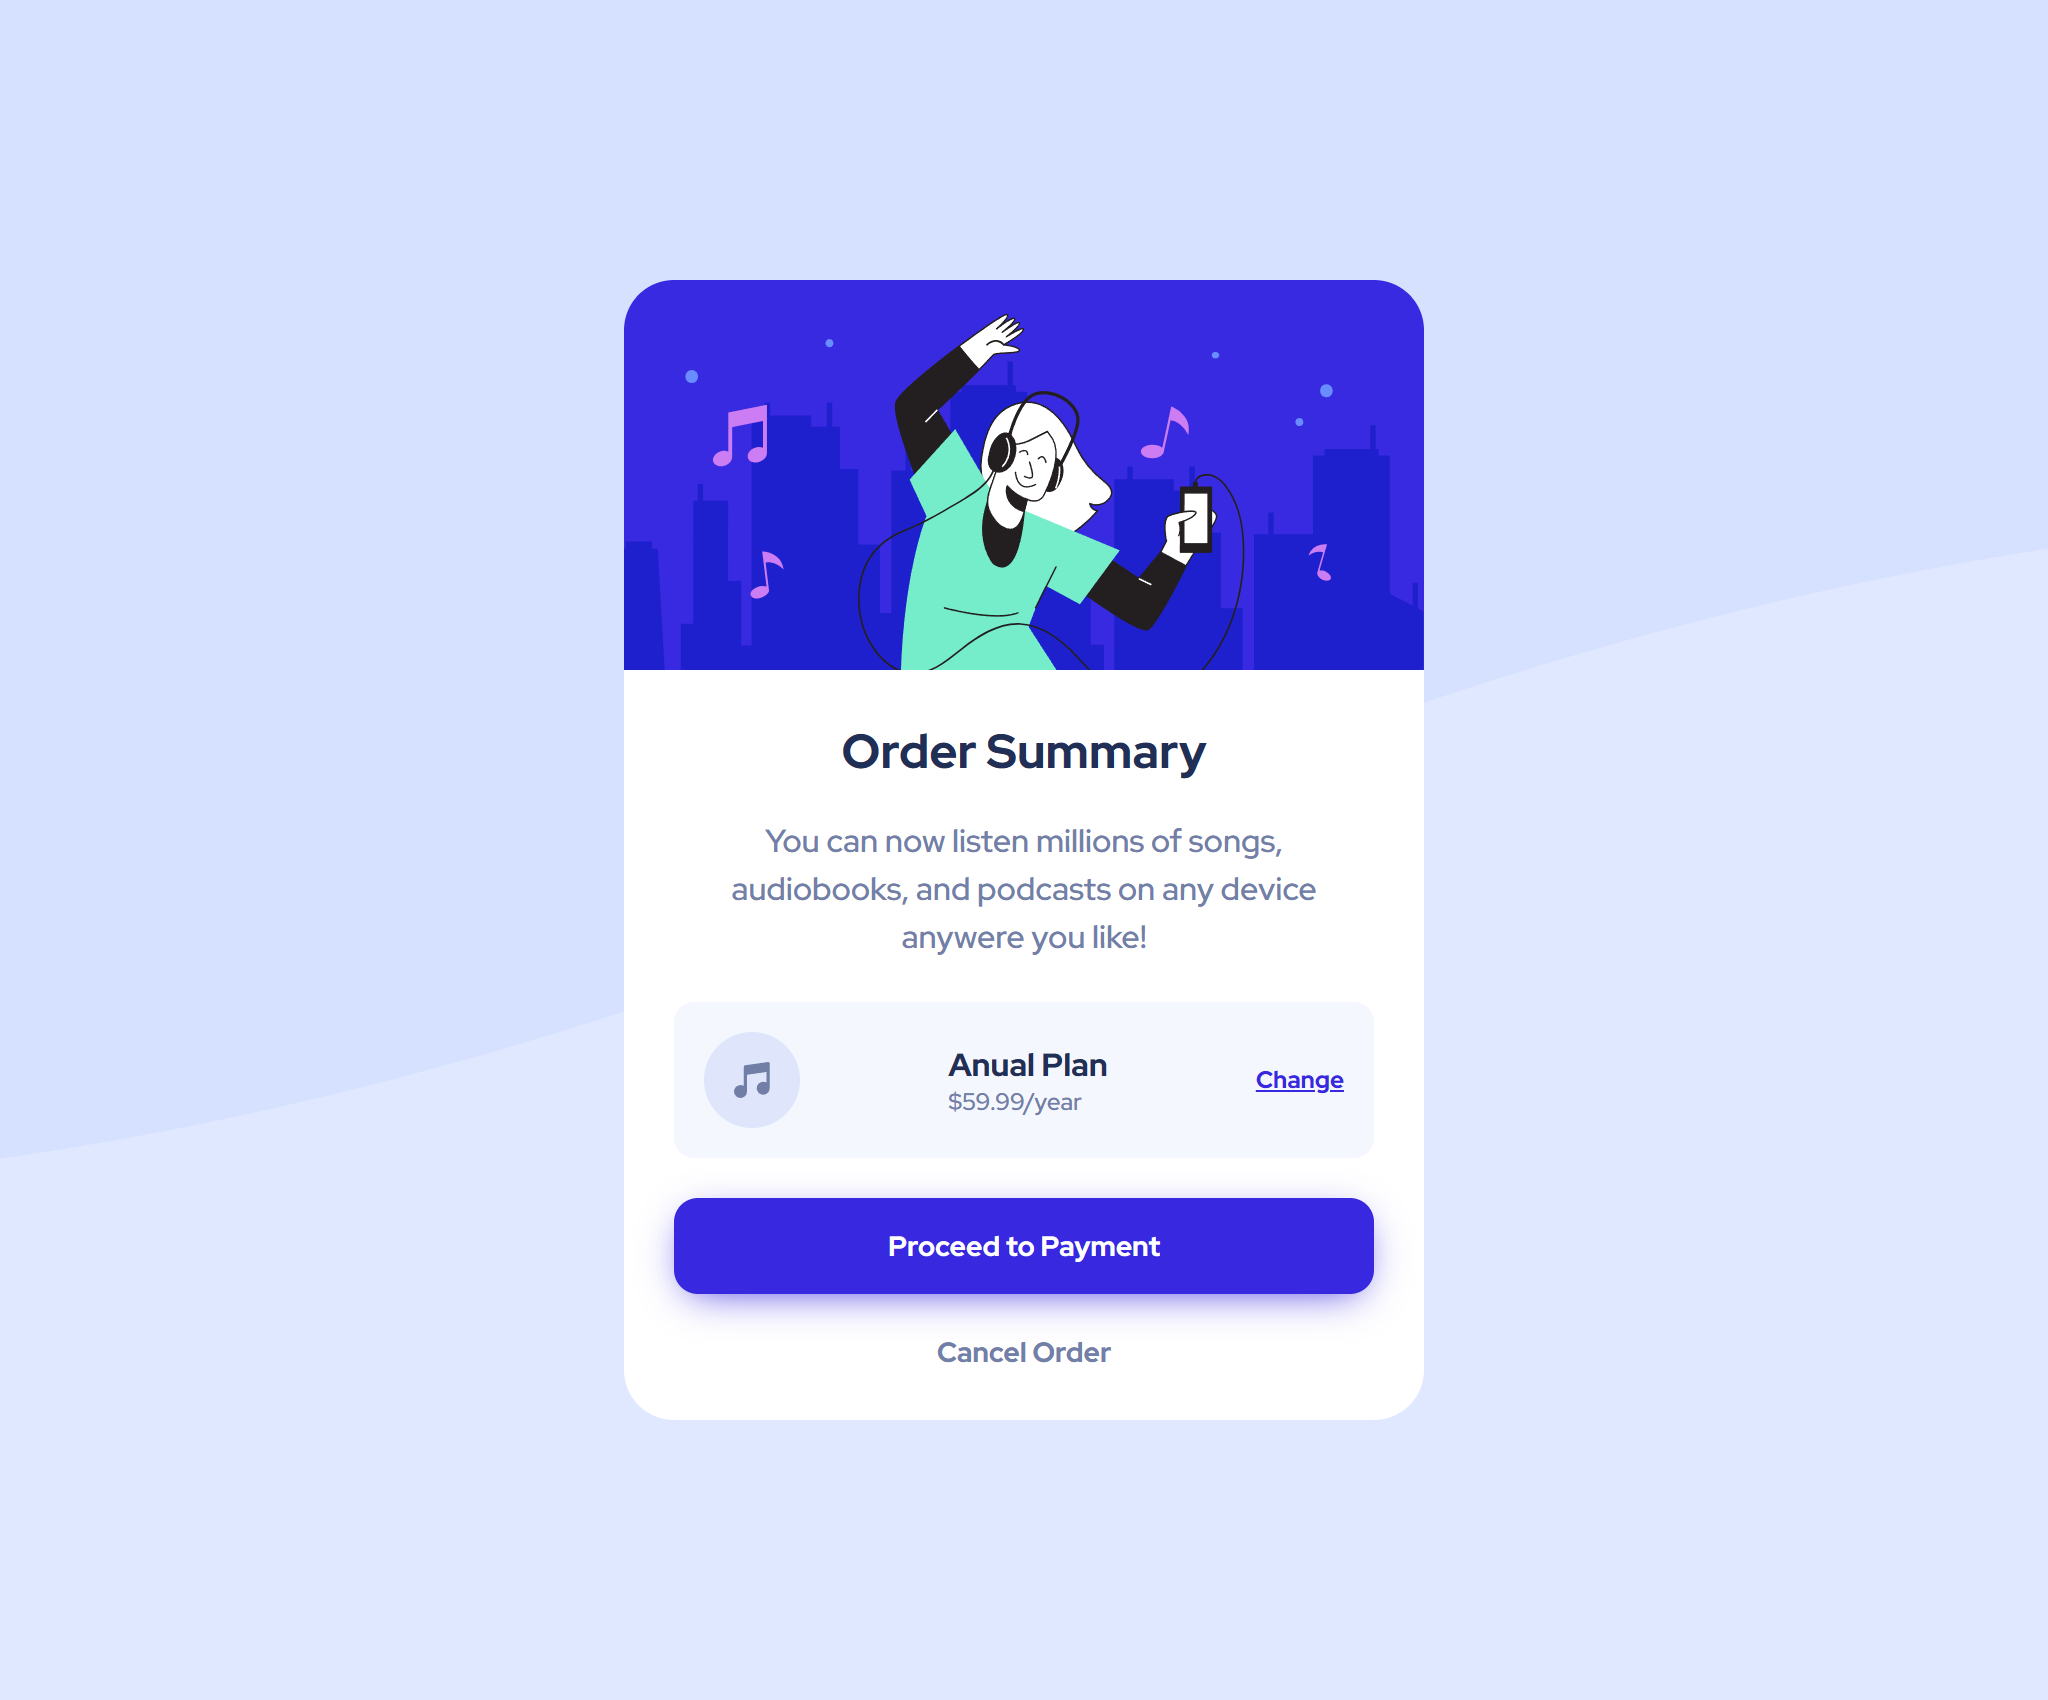 Order Summary
You can now listen millions of songs,
audiobooks, and podcasts on any device
anywere you like!
Anual Plan
$59.99/year
Change
Proceed to Payment
Cancel Order